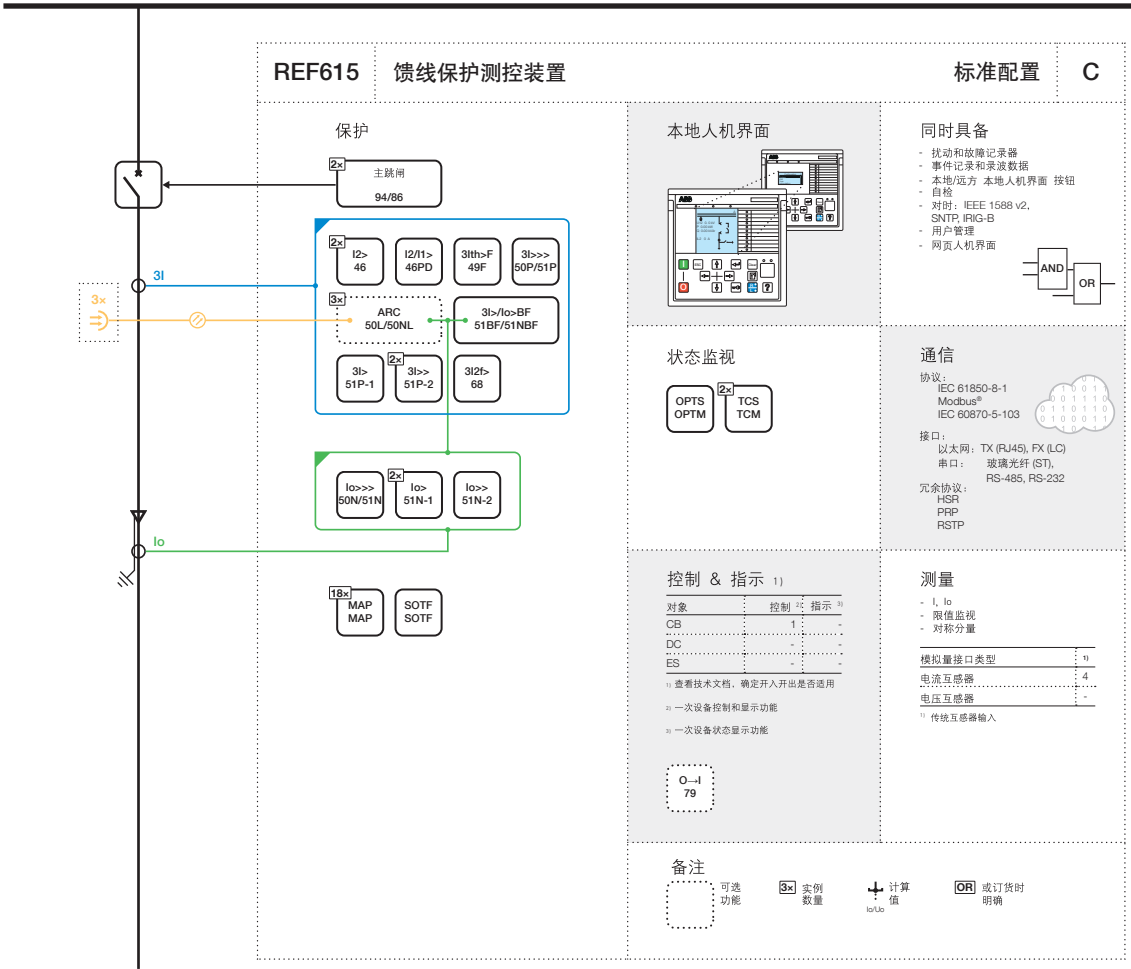 REF615 馈线保护测控装置 标准配置 C
保护
2×
主跳闸
94/86
3I
2×
I2>
46
I2/I1>
46PD
3Ith>F
49F
3I>>>
50P/51P
3×
3×
ARC
50L/50NL
3I>/Io>BF
51BF/51NBF
3I>
51P-1
2×
3I>>
51P-2
3I2f>
68
Io>>>
50N/51N
2×
Io>
51N-1
Io>>
51N-2
Io
18×
MAP
MAP
SOTF
SOTF
本地人机界面
ABB
ABB
同时具备
- 扰动和故障记录器
- 事件记录和录波数据
- 本地/远方 本地人机界面 按钮
- 自检
- 对时：IEEE 1588 v2,
SNTP, IRIG-B
- 用户管理
- 网页人机界面
AND
OR
状态监视
OPTS
OPTM
2×
TCS
TCM
通信
协议：
IEC 61850-8-1
Modbus®
IEC 60870-5-103
接口：
以太网：TX (RJ45), FX (LC)
串口： 玻璃光纤 (ST),
RS-485, RS-232
冗余协议：
HSR
PRP
RSTP
控制 & 指示 1)
对象 控制 2) 指示 3)
CB 1 -
DC - -
ES - -
1) 查看技术文档，确定开入开出是否适用
2) 一次设备控制和显示功能
3) 一次设备状态显示功能
O→I
79
测量
- I, Io
- 限值监视
- 对称分量
模拟量接口类型 1)
电流互感器 4
电压互感器 -
1) 传统互感器输入
备注
可选
功能
3×
实例
数量
Io/Uo
计算
值
OR
或订货时
明确